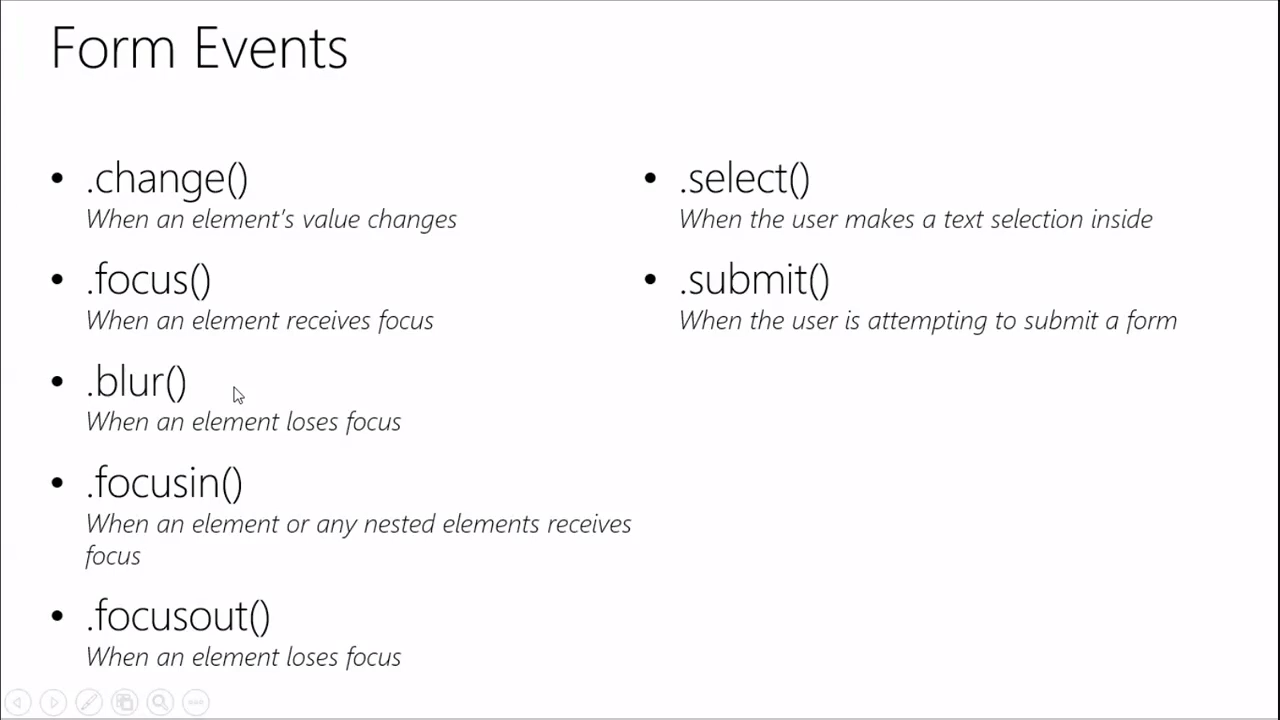 Form Events
• .change()
When an element's value changes
• .focus()
When an element receives focus
• .blur()
When an element loses focus
• .focusin()
When an element or any nested elements receives
focus
• .focusout()
When an element loses focus
• .select()
When the user makes a text selection inside
• .submit()
When the user is attempting to submit a form